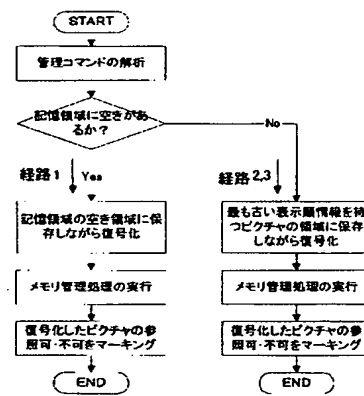 START
管理コマンドの解析
記憶領域に空きがあ
るか?
No
経路1
Yes
経路2,3
記憶領域の空き領域に保
存しながら復号化
最も古い表示順情報を持
つピクチャの領域に保存
しながら復号化
メモリ管理処理の実行
メモリ管理処理の実行
復号化したピクチャの参
照可・不可をマーキング
復号化したピクチャの参
照可・不可をマーキング
END
END